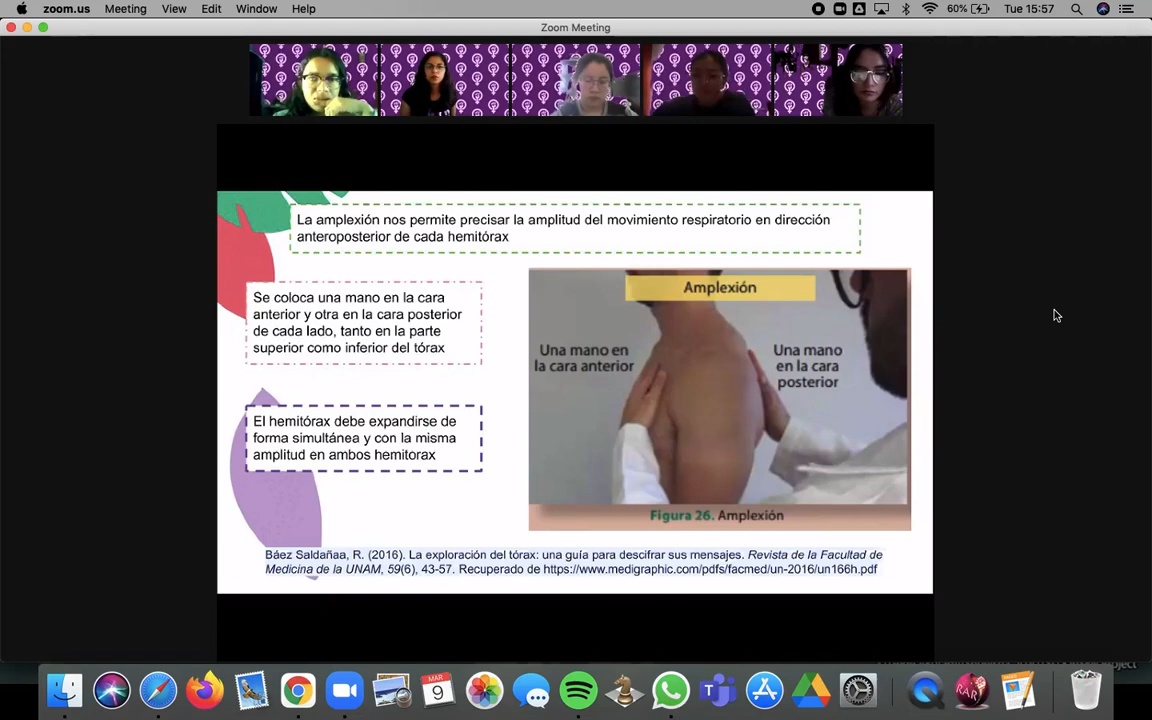 zoom.us Meeting View Edit Window Help
60% Tue 15:57
Zoom Meeting
La amplexión nos permite precisar la amplitud del movimiento respiratorio en dirección
anteroposterior de cada hemitórax
Se coloca una mano en la cara
anterior y otra en la cara posterior
de cada lado, tanto en la parte
superior como inferior del tórax
El hemitórax debe expandirse de
forma simultánea y con la misma
amplitud en ambos hemitorax
Amplexión
Una mano en
la cara anterior
Una mano
en la cara
posterior
Figura 26. Amplexión
Báez Saldañaa, R. (2016). La exploración del tórax: una guía para descifrar sus mensajes. Revista de la Facultad de
Medicina de la UNAM, 59(6), 43-57. Recuperado de https://www.medigraphic.com/pdfs/facmed/un-2016/un166h.pdf
Project
MAR
9
RAR